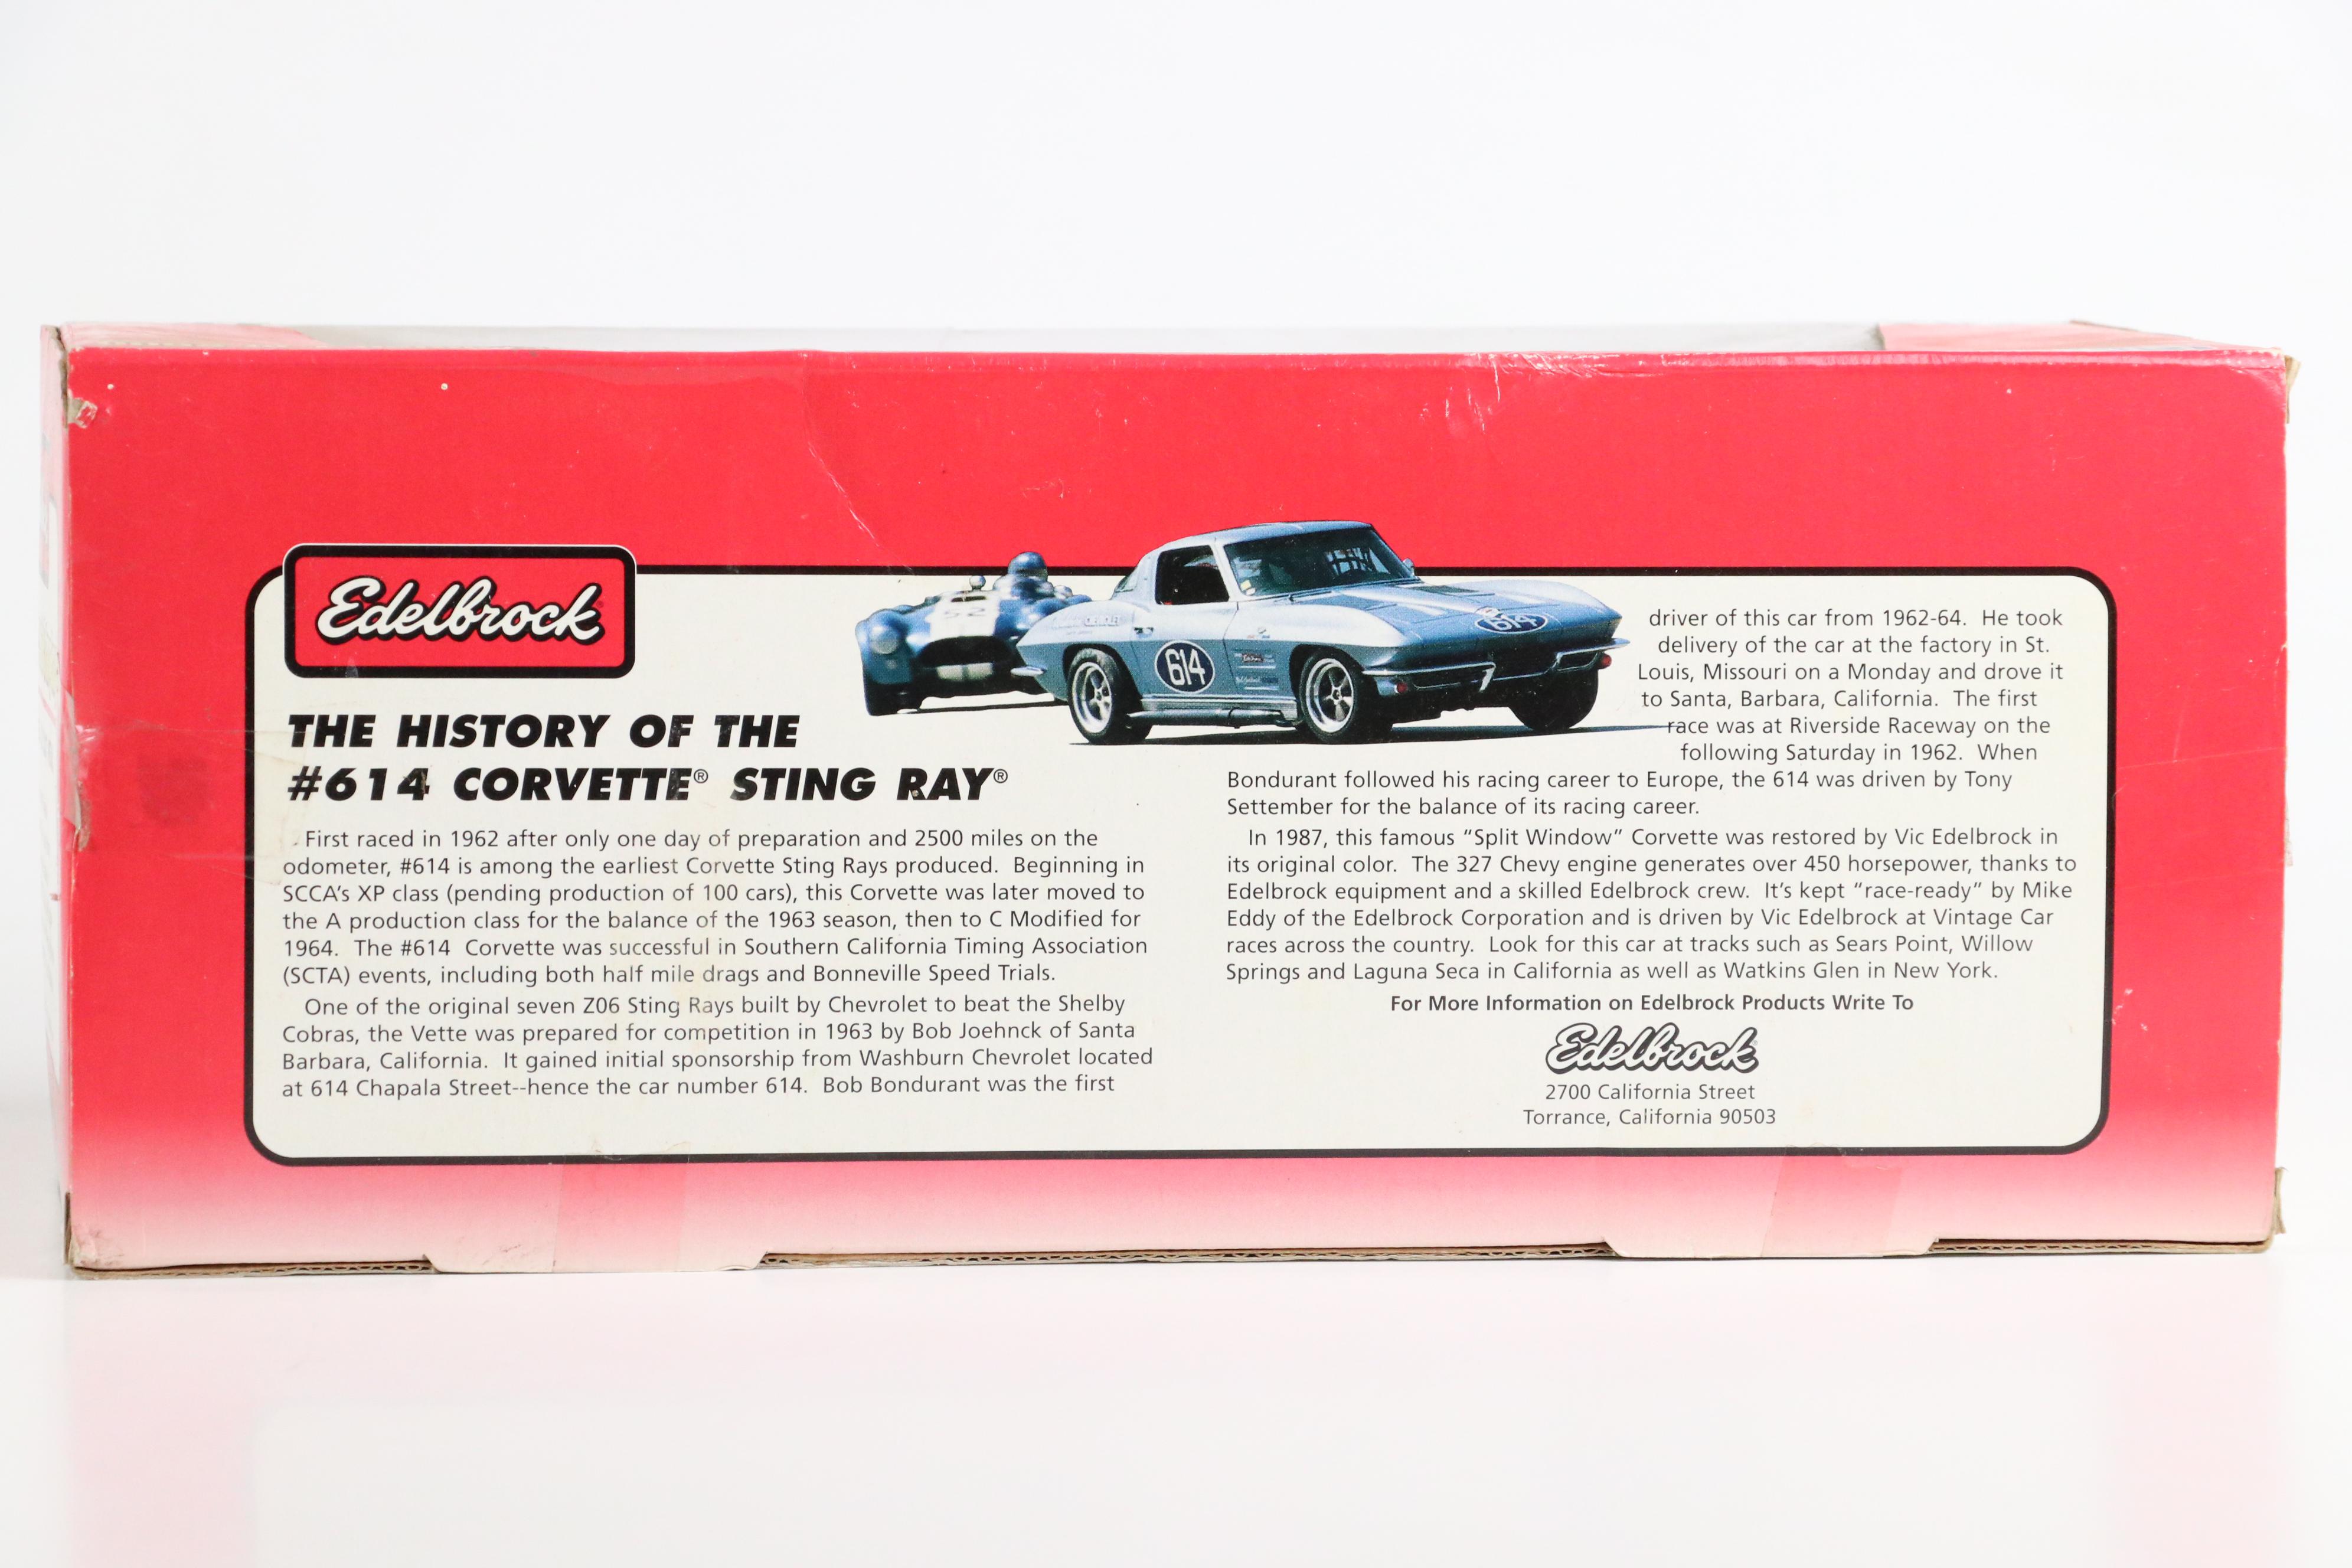 Edelbrock
THE HISTORY OF THE
#614 CORVETTE® STING RAY®
First raced in 1962 after only one day of preparation and 2500 miles on the
odometer, #614 is among the earliest Corvette Sting Rays produced. Beginning in
SCCA's XP class (pending production of 100 cars), this Corvette was later moved to
the A production class for the balance of the 1963 season, then to C Modified for
1964. The #614 Corvette was successful in Southern California Timing Association
(SCTA) events, including both half mile drags and Bonneville Speed Trials.
One of the original seven Z06 Sting Rays built by Chevrolet to beat the Shelby
Cobras, the Vette was prepared for competition in 1963 by Bob Joehnck of Santa
Barbara, California. It gained initial sponsorship from Washburn Chevrolet located
at 614 Chapala Street--hence the car number 614. Bob Bondurant was the first
614
614
driver of this car from 1962-64. He took
delivery of the car at the factory in St.
Louis, Missouri on a Monday and drove it
to Santa, Barbara, California. The first
race was at Riverside Raceway on the
following Saturday in 1962. When
Bondurant followed his racing career to Europe, the 614 was driven by Tony
Settember for the balance of its racing career.
In 1987, this famous "Split Window" Corvette was restored by Vic Edelbrock in
its original color. The 327 Chevy engine generates over 450 horsepower, thanks to
Edelbrock equipment and a skilled Edelbrock crew. It's kept "race-ready" by Mike
Eddy of the Edelbrock Corporation and is driven by Vic Edelbrock at Vintage Car
races across the country. Look for this car at tracks such as Sears Point, Willow
Springs and Laguna Seca in California as well as Watkins Glen in New York.
For More Information on Edelbrock Products Write To
Edelbrock
2700 California Street
Torrance, California 90503